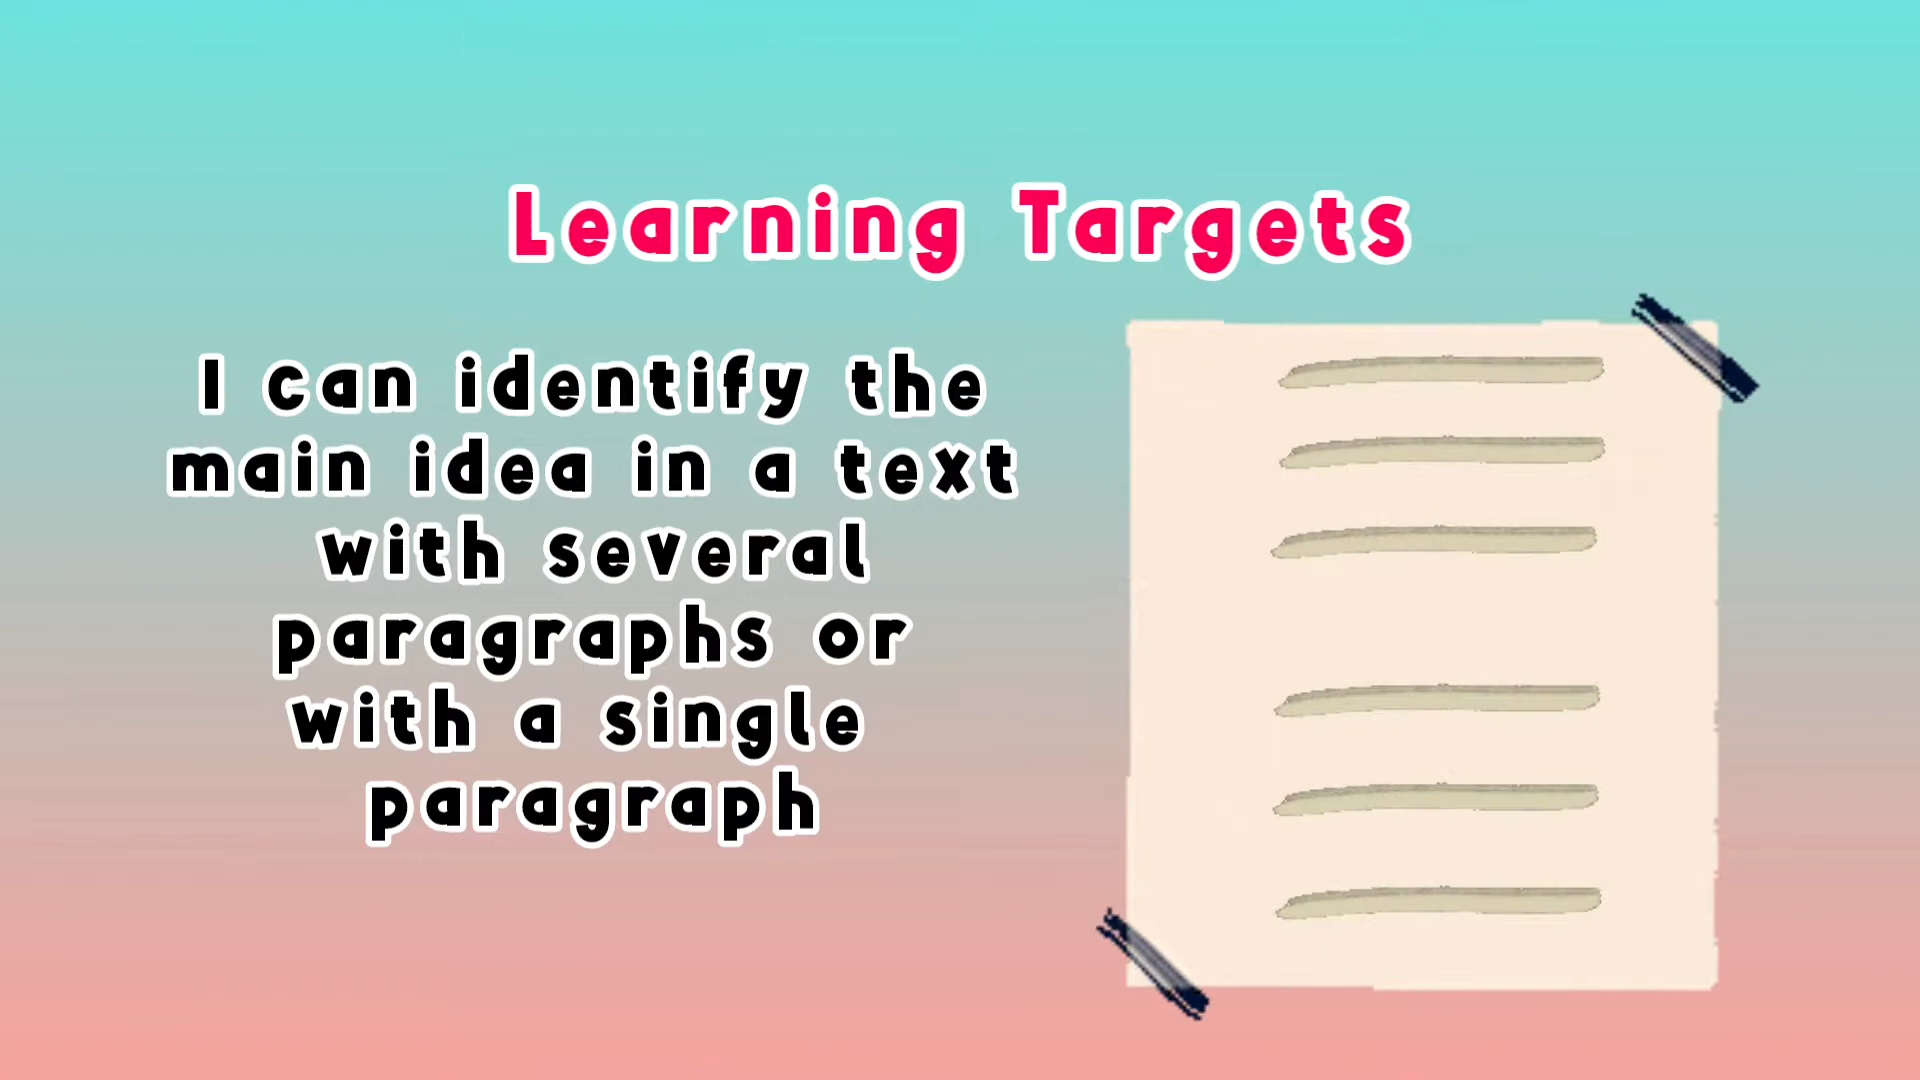 Learning Targets
I can identify the
main idea in a text
with several
paragraphs or
with a single
paragraph